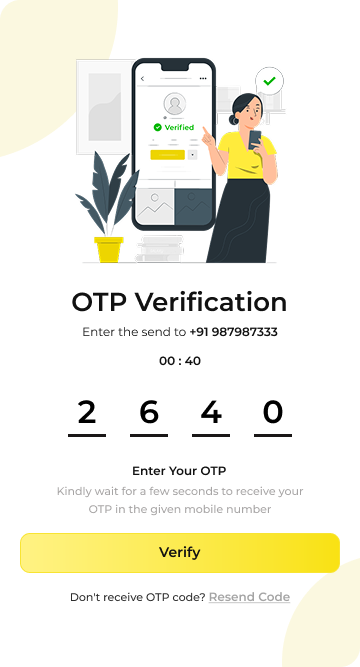 Verified
OTP Verification
Enter the send to +91 987987333
00 : 40
2 6 4 0
Enter Your OTP
Kindly wait for a few seconds to receive your
OTP in the given mobile number
Verify
Don't receive OTP code? Resend Code